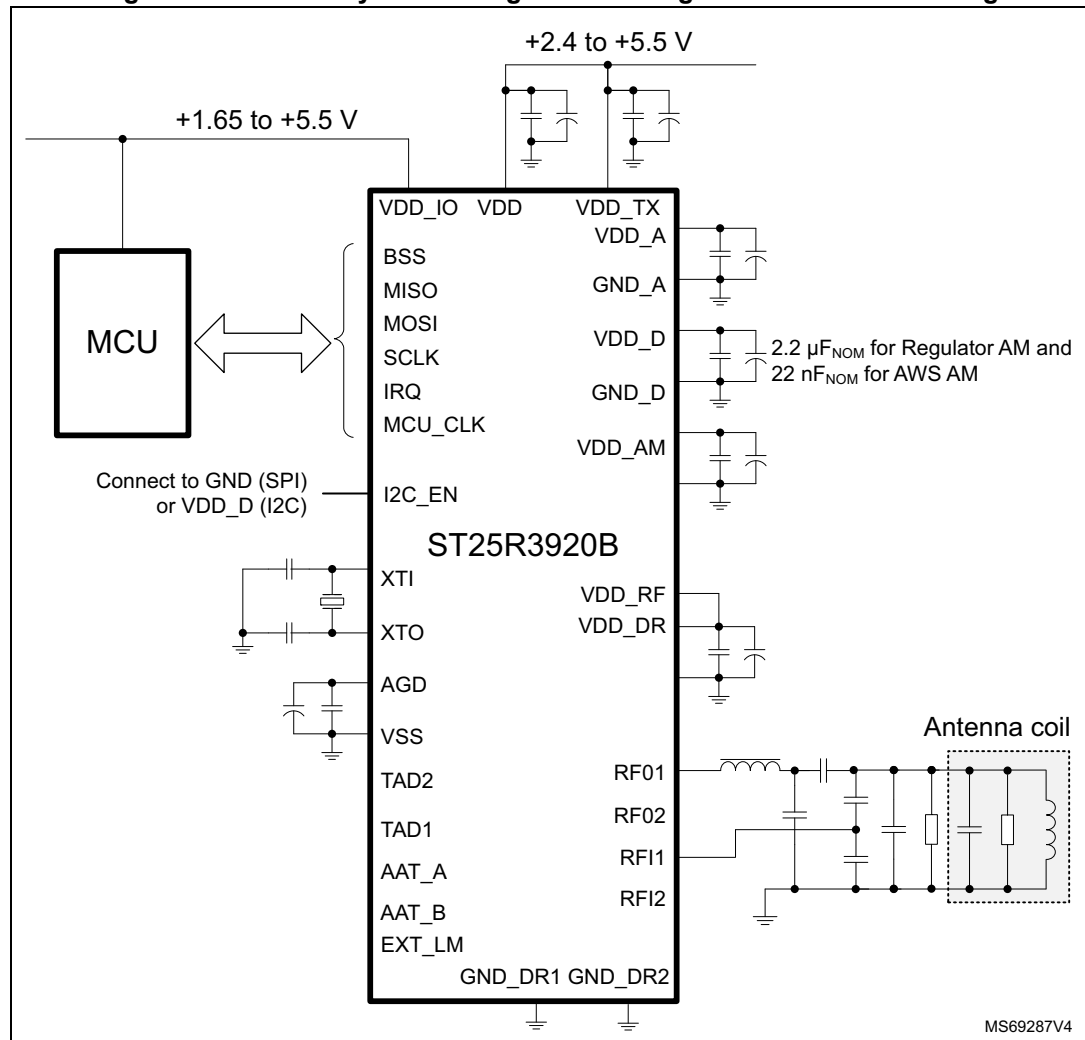 +2.4 to +5.5 V
+1.65 to +5.5 V
VDD_IO VDD VDD_TX
VDD_A
BSS
GND_A
MISO
MOSI
VDD_D
MCU
SCLK
2.2 µFNOM for Regulator AM and
22 nFNOM for AWS AM
IRQ
GND_D
MCU_CLK
VDD_AM
Connect to GND (SPI)
or VDD_D (I2C)
I2C_EN
ST25R3920B
XTI
VDD_RF
VDD_DR
XTO
AGD
VSS
Antenna coil
RF01
TAD2
RF02
TAD1
RFI1
AAT_A
RFI2
AAT_B
EXT_LM
GND_DR1 GND_DR2
MS69287V4